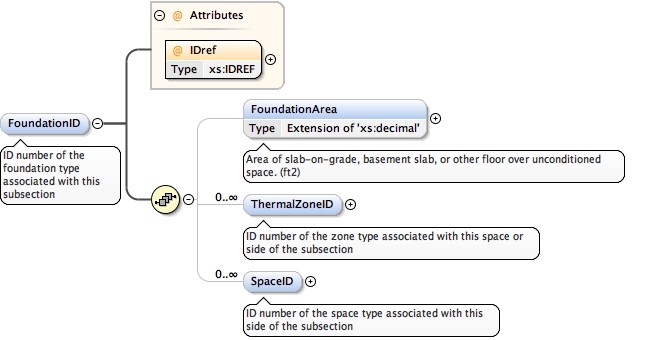 Attributes
@ IDref
Type xs:IDREF
FoundationID
ID number of the
foundation type
associated with this
subsection
FoundationArea
Type Extension of 'xs:decimal'
Area of slab-on-grade, basement slab, or other floor over unconditioned
space. (ft2)
0..∞
ThermalZoneID
ID number of the zone type associated with this space or
side of the subsection
0..∞
SpaceID
ID number of the space type associated with this
side of the subsection